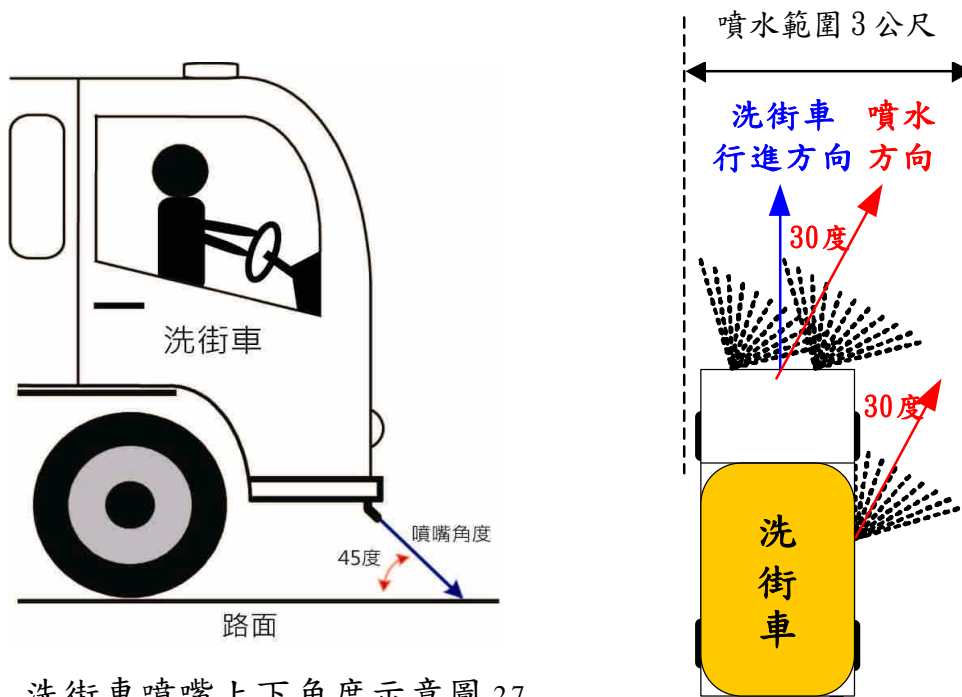 洗街車
噴嘴角度
45度
路面
洗街車噴嘴上下角度示意圖 27
噴水範圍 3 公尺
洗街車 噴水
行進方向 方向
30度
30度
洗
街
車